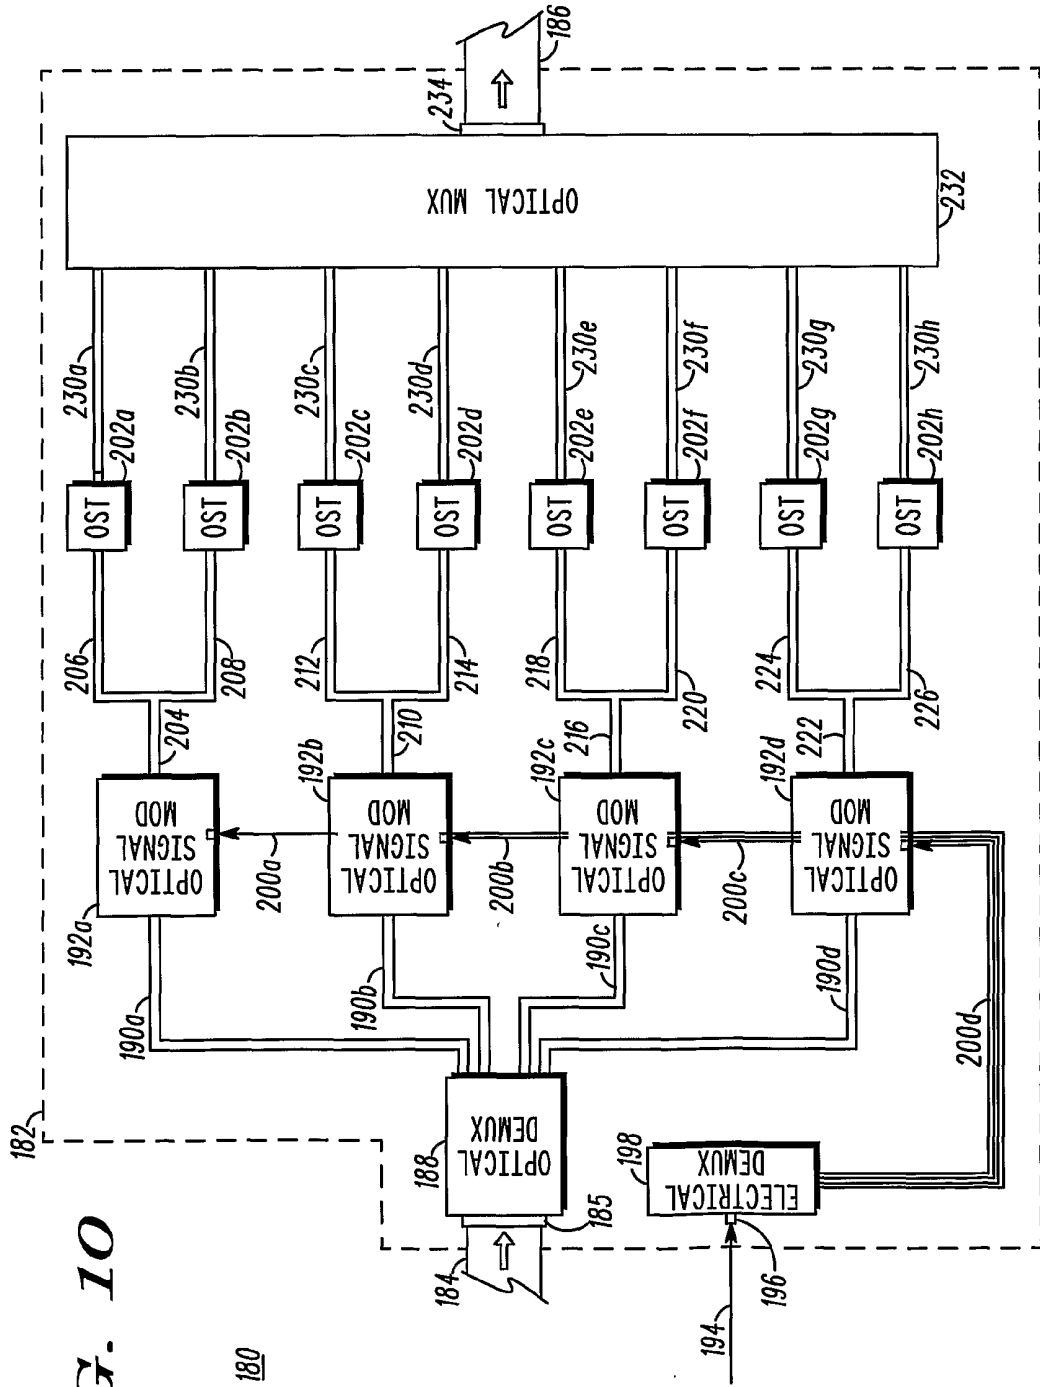 G. 10
180
182
184
185
188
OPTICAL
DEMUX
194
196
198
ELECTRICAL
DEMUX
190a
190b
190c
190d
192a
OPTICAL
SIGNAL
MOD
192b
OPTICAL
SIGNAL
MOD
192c
OPTICAL
SIGNAL
MOD
192d
OPTICAL
SIGNAL
MOD
200a
200b
200c
200d
204
206
208
210
212
214
216
218
220
222
224
226
OST
202a
OST
202b
OST
202c
OST
202d
OST
202e
OST
202f
OST
202g
OST
202h
230a
230b
230c
230d
230e
230f
230g
230h
OPTICAL MUX
232
234
186